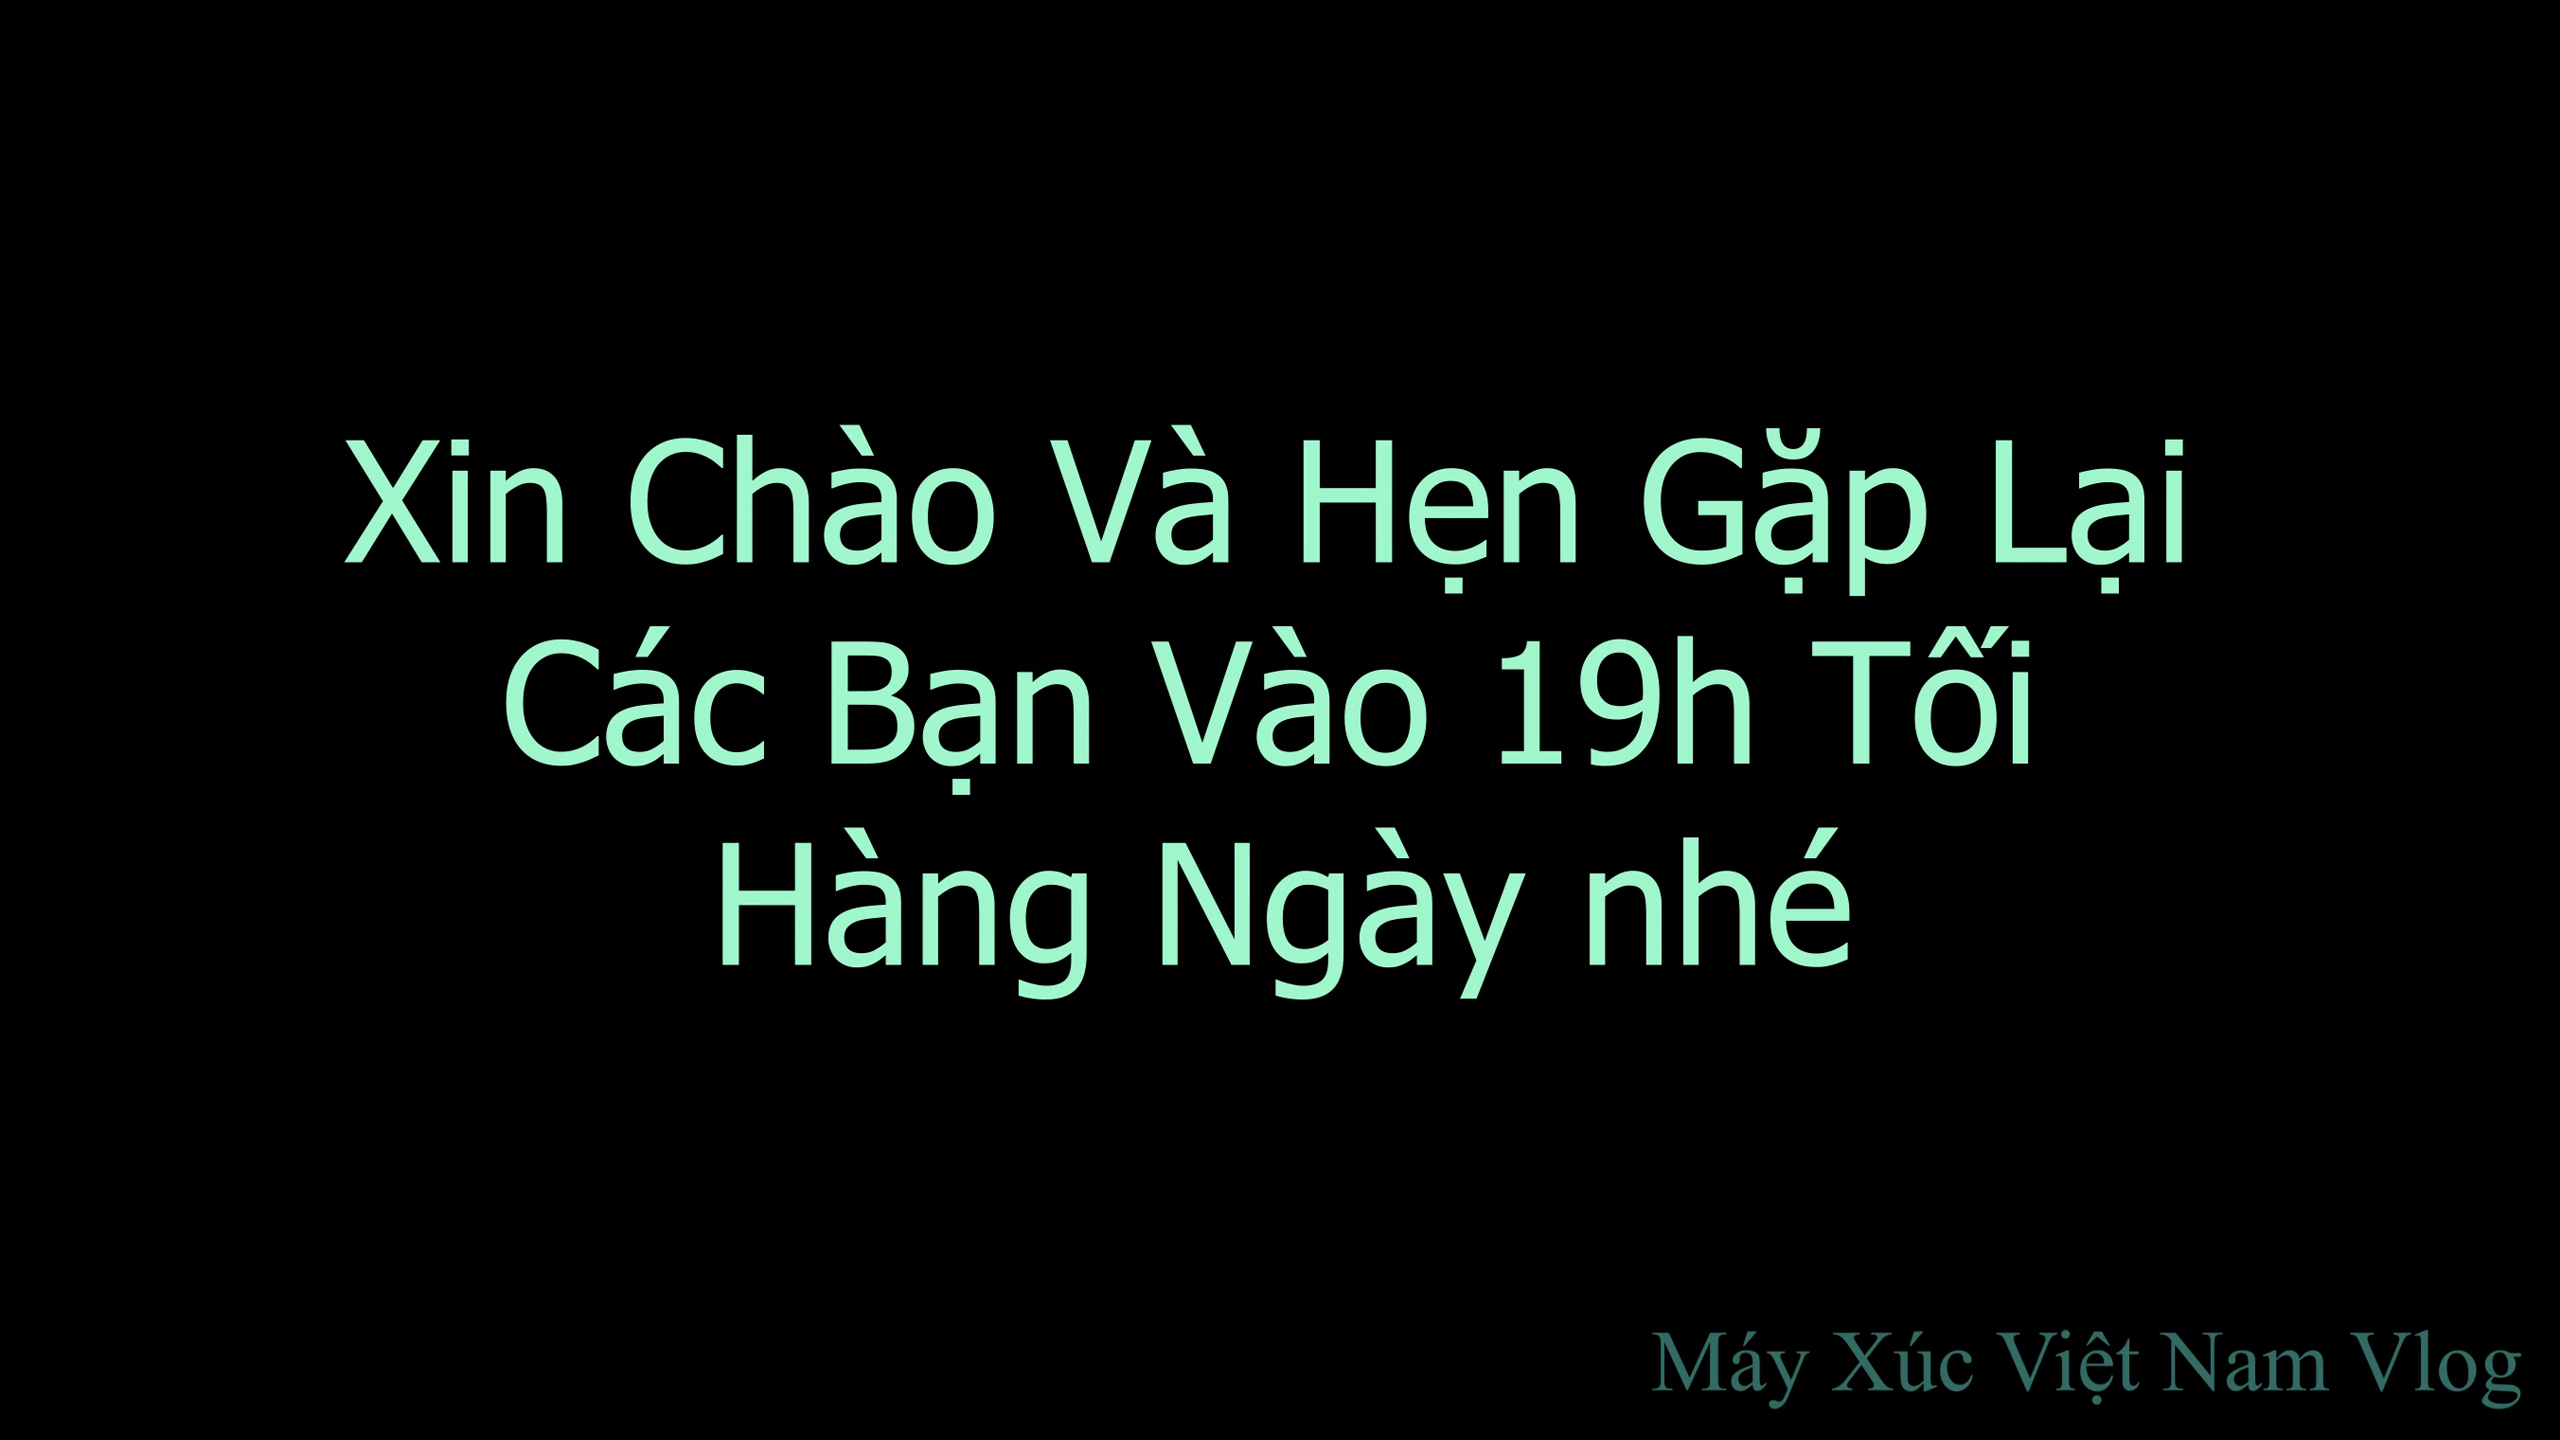 Xin Chào Và Hẹn Gặp Lại
Các Bạn Vào 19h Tối
Hàng Ngày nhé
Máy Xúc Việt Nam Vlog